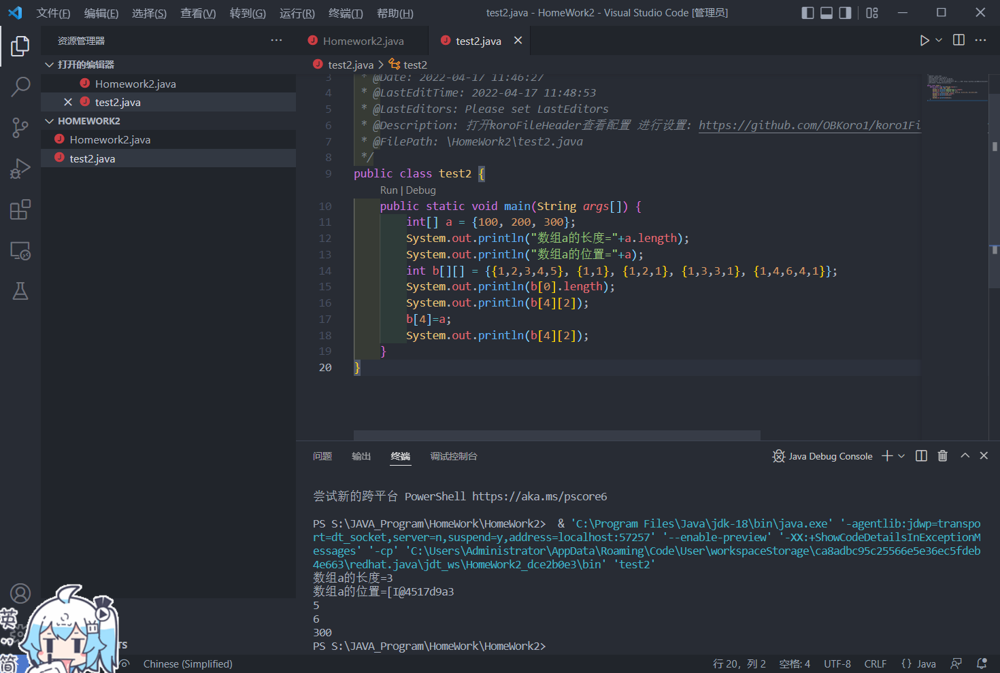 文件(F) 编辑(E) 选择(S) 查看(V) 转到(G) 运行(R) 终端(T) 帮助(H) test2.java - HomeWork2 - Visual Studio Code [管理员]
资源管理器
打开的编辑器
Homework2.java
test2.java
HOMEWORK2
Homework2.java
test2.java
Homework2.java test2.java
test2.java > test2
3 * @Date: 2022-04-17 11:46:27
4 * @LastEditTime: 2022-04-17 11:48:53
5 * @LastEditors: Please set LastEditors
6 * @Description: 打开koroFileHeader查看配置 进行设置: https://github.com/OBKoro1/koro1Fi
7 * @FilePath: \HomeWork2\test2.java
8 */
9 public class test2 {
Run | Debug
10 public static void main(String args[]) {
11 int[] a = {100, 200, 300};
12 System.out.println("数组a的长度="+a.length);
13 System.out.println("数组a的位置="+a);
14 int b[][] = {{1,2,3,4,5}, {1,1}, {1,2,1}, {1,3,3,1}, {1,4,6,4,1}};
15 System.out.println(b[0].length);
16 System.out.println(b[4][2]);
17 b[4]=a;
18 System.out.println(b[4][2]);
19 }
20 }
问题 输出 终端 调试控制台 Java Debug Console
尝试新的跨平台 PowerShell https://aka.ms/pscore6
PS S:\JAVA_Program\HomeWork\HomeWork2> & 'C:\Program Files\Java\jdk-18\bin\java.exe' '-agentlib:jdwp=transpo
rt=dt_socket,server=n,suspend=y,address=localhost:57257' '--enable-preview' '-XX:+ShowCodeDetailsInExceptionM
essages' '-cp' 'C:\Users\Administrator\AppData\Roaming\Code\User\workspaceStorage\ca8adbc95c25566e5e36ec5fdeb
4e663\redhat.java\jdt_ws\HomeWork2_dce2b0e3\bin' 'test2'
数组a的长度=3
数组a的位置=[I@4517d9a3
5
6
300
PS S:\JAVA_Program\HomeWork\HomeWork2>
英
简
TS
Chinese (Simplified) 行 20，列 2 空格: 4 UTF-8 CRLF {} Java